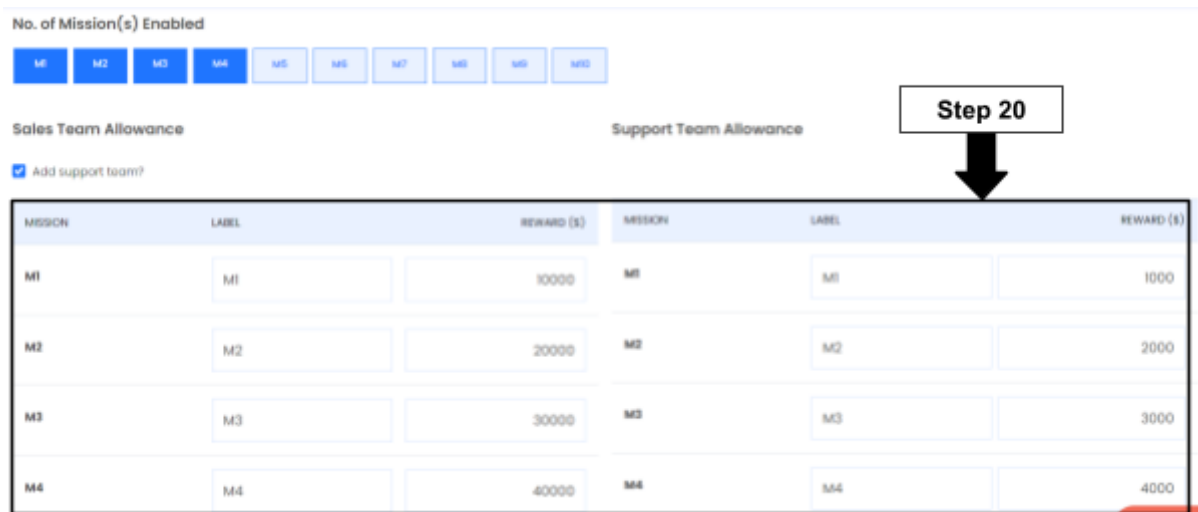 No. of Mission(s) Enabled
M1 M2 M3 M4 M5 M6 M7 M8 M9 M10
Step 20
Sales Team Allowance Support Team Allowance
Add support team?
MISSION LABEL REWARD ($) MISSION LABEL REWARD ($)
M1 M1 10000 M1 M1 1000
M2 M2 20000 M2 M2 2000
M3 M3 30000 M3 M3 3000
M4 M4 40000 M4 M4 4000